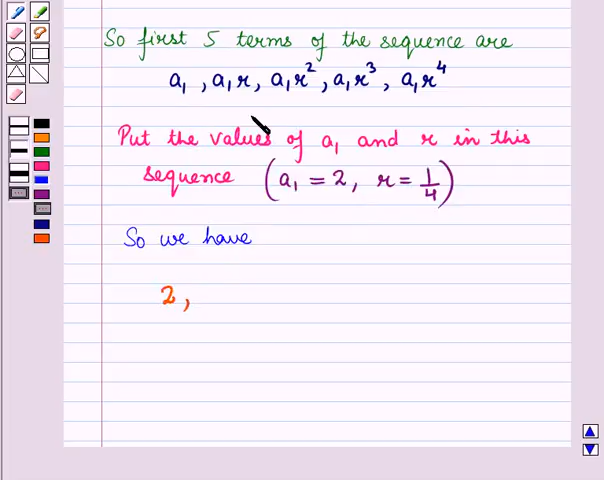 So first 5 terms of the sequence are
a₁ , a₁r, a₁r², a₁r³, a₁r⁴
Put the values of a₁ and r in this
sequence (a₁ = 2, r = 1/4)
So we have
2,